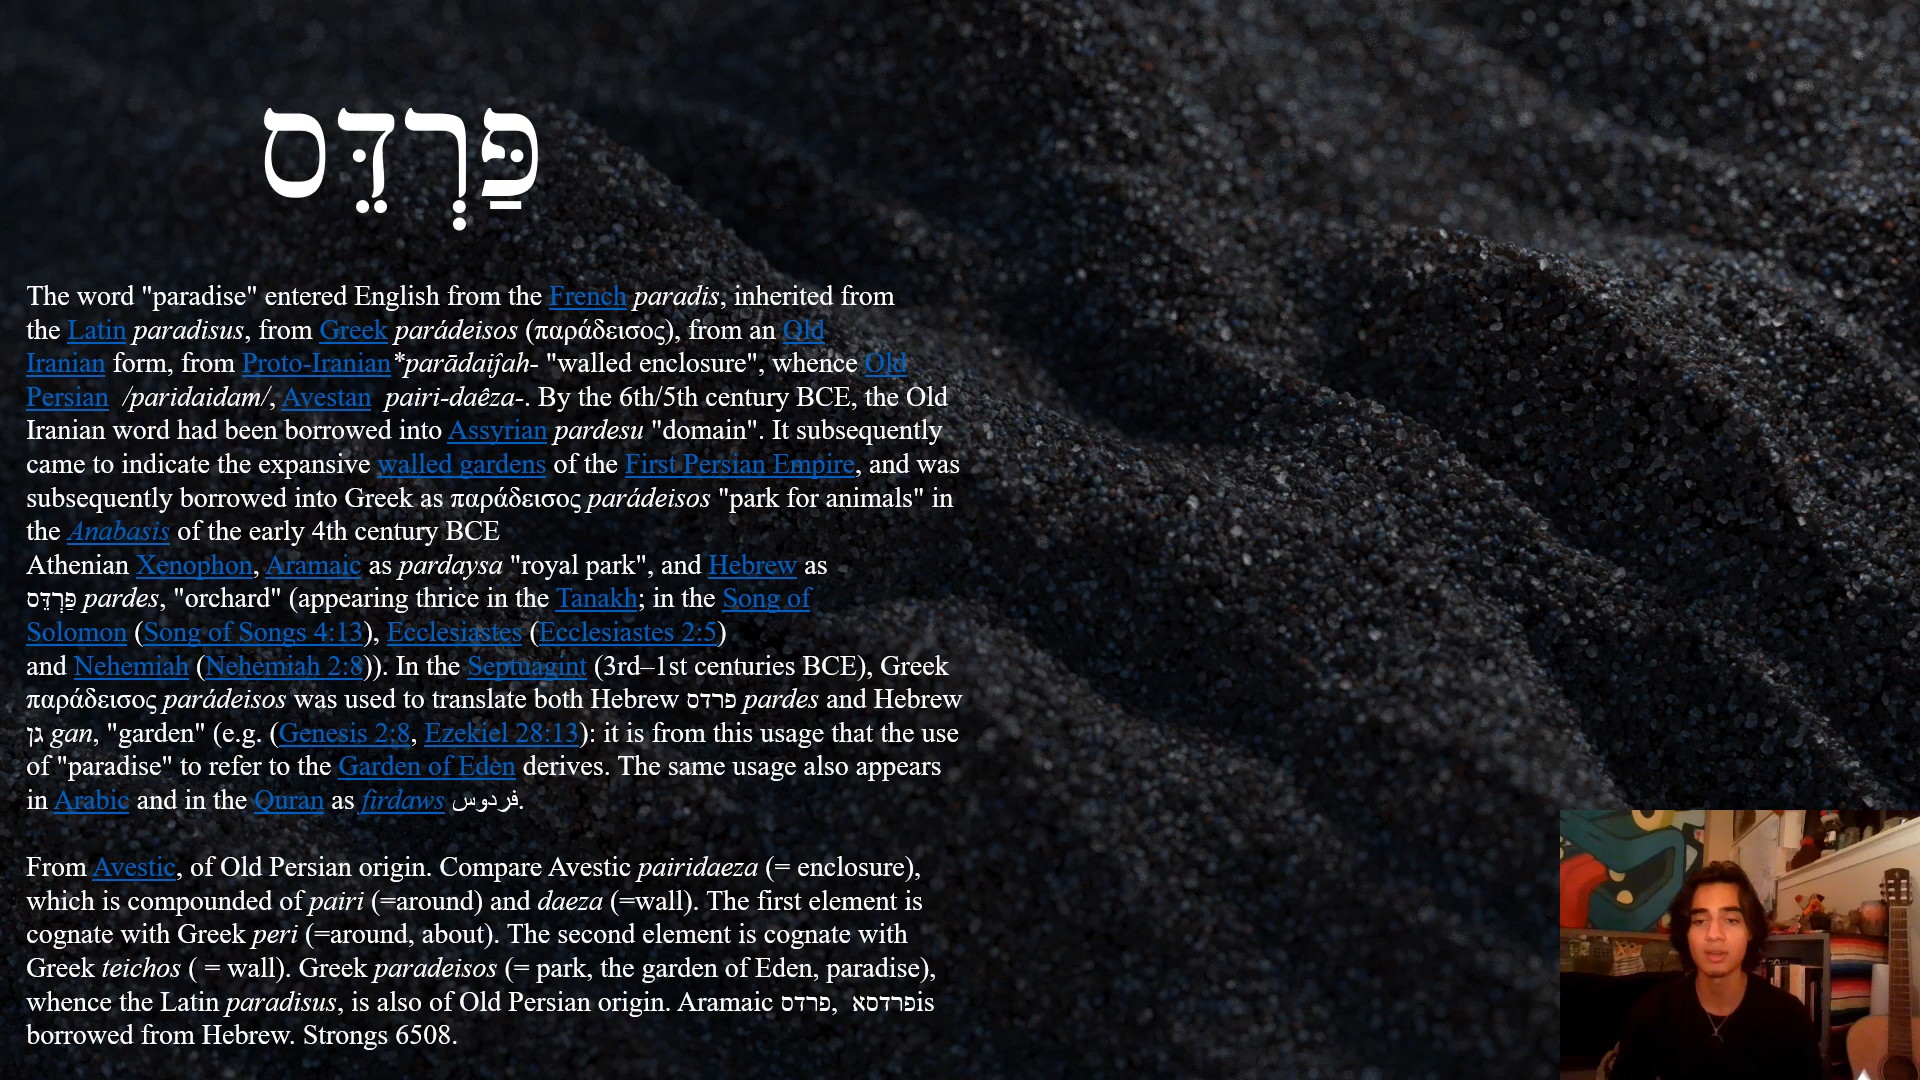 פַּרְדֵּס
The word "paradise" entered English from the French paradis, inherited from
the Latin paradisus, from Greek parádeisos (παράδεισος), from an Old
Iranian form, from Proto-Iranian*parādaiĵah- "walled enclosure", whence Old
Persian /paridaidam/, Avestan pairi-daêza-. By the 6th/5th century BCE, the Old
Iranian word had been borrowed into Assyrian pardesu "domain". It subsequently
came to indicate the expansive walled gardens of the First Persian Empire, and was
subsequently borrowed into Greek as παράδεισος parádeisos "park for animals" in
the Anabasis of the early 4th century BCE
Athenian Xenophon, Aramaic as pardaysa "royal park", and Hebrew as
פַּרְדֵּס pardes, "orchard" (appearing thrice in the Tanakh; in the Song of
Solomon (Song of Songs 4:13), Ecclesiastes (Ecclesiastes 2:5)
and Nehemiah (Nehemiah 2:8)). In the Septuagint (3rd–1st centuries BCE), Greek
παράδεισος parádeisos was used to translate both Hebrew פרדס pardes and Hebrew
גן gan, "garden" (e.g. (Genesis 2:8, Ezekiel 28:13): it is from this usage that the use
of "paradise" to refer to the Garden of Eden derives. The same usage also appears
in Arabic and in the Quran as firdaws فردوس.
From Avestic, of Old Persian origin. Compare Avestic pairidaeza (= enclosure),
which is compounded of pairi (=around) and daeza (=wall). The first element is
cognate with Greek peri (=around, about). The second element is cognate with
Greek teichos ( = wall). Greek paradeisos (= park, the garden of Eden, paradise),
whence the Latin paradisus, is also of Old Persian origin. Aramaic פרדס, פרדסאis
borrowed from Hebrew. Strongs 6508.